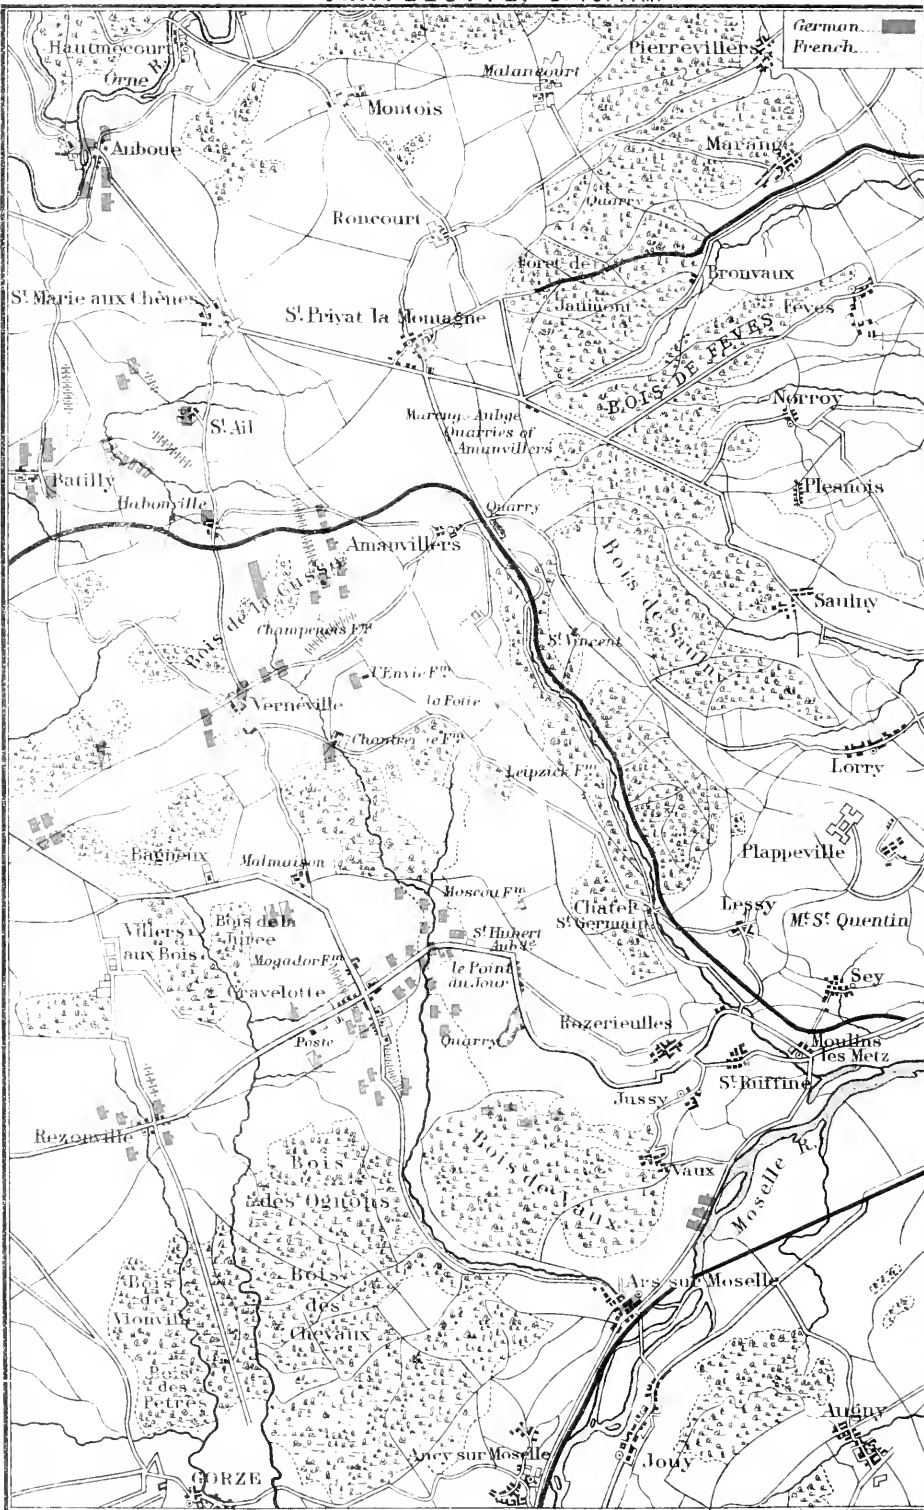 German
French
Hautmecourt
Orne R.
Pierrevillers
Malancourt
Montois
Auboue
Marange
Quarry
Roncourt
Foret de
Jaumont
Bronvaux
St. Marie aux Chênes
St. Privat la Montagne
Fèves
BOIS DE FEVES
Norroy
St. Ail
Marengo Aubge
Quarries of
Amanvillers
Batilly
Plesnois
Habonville
Quarry
Amanvillers
Bois de la Cusse
Bois de Saulny
Saulny
Champenois Fm.
St. Vincent
l'Envie Fm.
Verneville
la Folie
Chantrenne Fm.
Leipzick Fm.
Lorry
Bagneux
Malmaison
Plappeville
Moscou Fm.
Chatel
St. Germain
Lessy
Mt. St. Quentin
Villers
aux Bois
Bois de la
Jurée
St. Hubert
Aubge
Mogador Fm.
le Point
du Jour
Sey
Gravelotte
Rozerieulles
Poste
Quarry
Moulins
les Metz
St. Ruffine
Jussy
Rezonville
Bois
des Ognons
Bois de Vaux
Vaux
Moselle R.
Bois
des
Chevaux
Ars sur Moselle
Bois
de
Vionville
Bois
des
Petres
Augny
Ancy sur Moselle
Jouy
GORZE